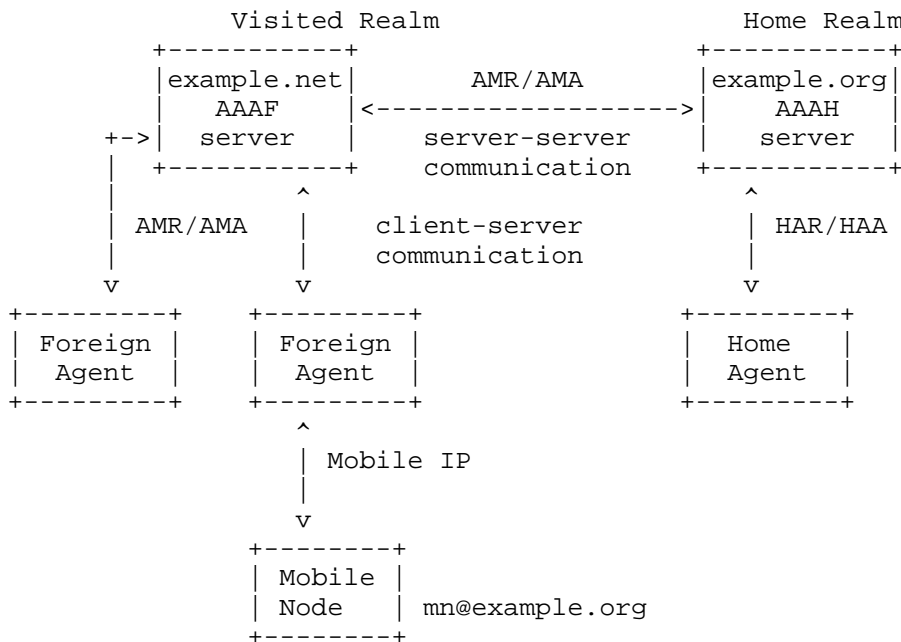 Visited Realm                     Home Realm
+-----------+                     +-----------+
|example.net|       AMR/AMA       |example.org|
|   AAAF    |<------------------->|   AAAH    |
+->|  server   |    server-server    |  server   |
|  +-----------+    communication    +-----------+
|           ^                            ^
| AMR/AMA   |    client-server           | HAR/HAA
|           |    communication           |
v           v                            v
+---------+   +---------+                +---------+
| Foreign |   | Foreign |                |  Home   |
|  Agent  |   |  Agent  |                |  Agent  |
+---------+   +---------+                +---------+
^
| Mobile IP
|
v
+--------+
| Mobile |
| Node   | mn@example.org
+--------+